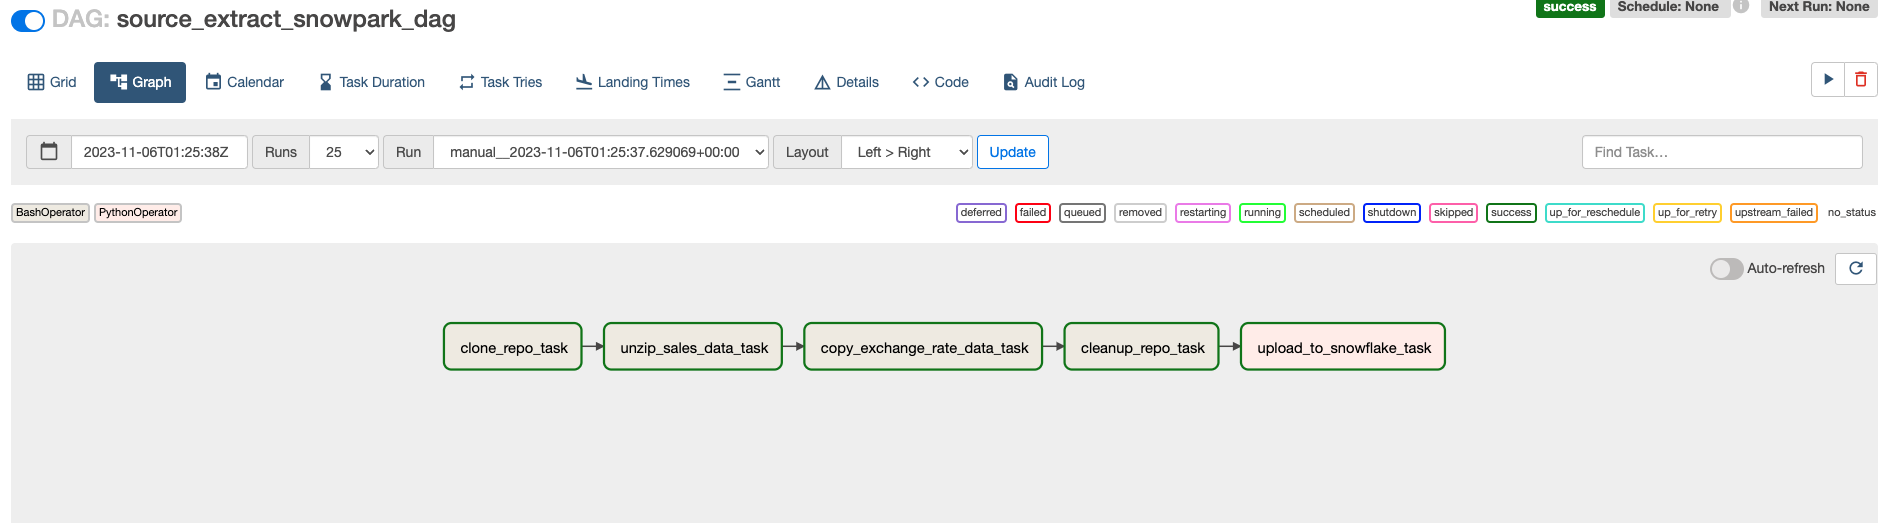 DAG: source_extract_snowpark_dag
success Schedule: None i Next Run: None
Grid Graph Calendar Task Duration Task Tries Landing Times Gantt Details Code Audit Log
2023-11-06T01:25:38Z Runs 25 Run manual__2023-11-06T01:25:37.629069+00:00 Layout Left > Right Update Find Task...
BashOperator PythonOperator deferred failed queued removed restarting running scheduled shutdown skipped success up_for_reschedule up_for_retry upstream_failed no_status
Auto-refresh
clone_repo_task unzip_sales_data_task copy_exchange_rate_data_task cleanup_repo_task upload_to_snowflake_task